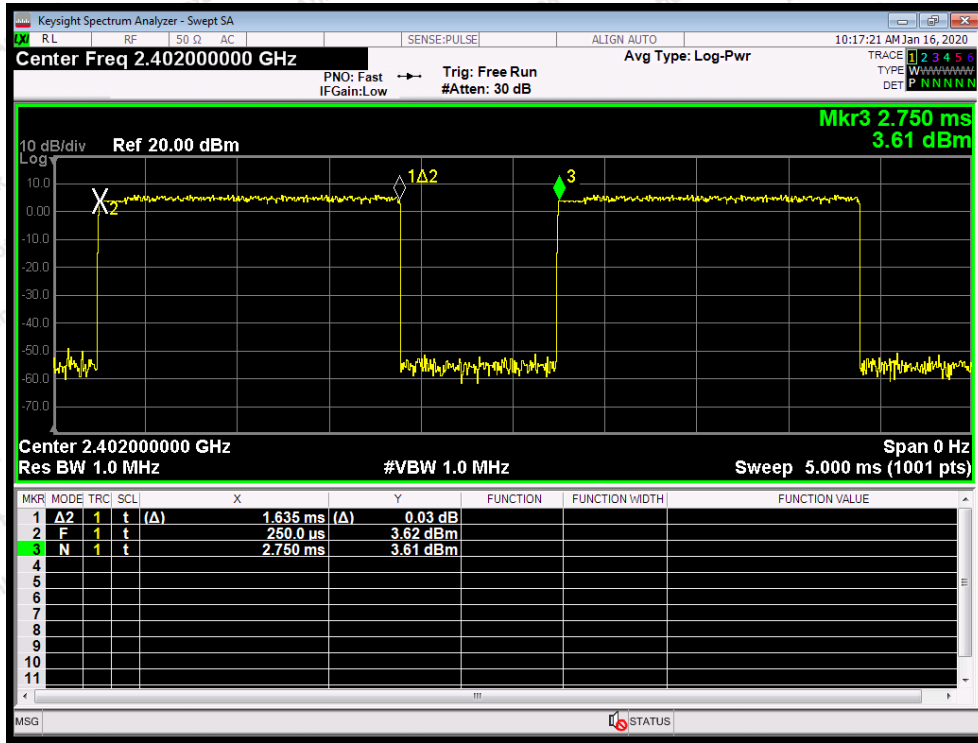 Keysight Spectrum Analyzer - Swept SA
LXI RL RF 50 Ω AC SENSE:PULSE ALIGN AUTO 10:17:21 AM Jan 16, 2020
Center Freq 2.402000000 GHz
PNO: Fast
IFGain:Low
Trig: Free Run
#Atten: 30 dB
Avg Type: Log-Pwr
TRACE 1 2 3 4 5 6
TYPE WWWWWW
DET P N N N N N
Mkr3 2.750 ms
3.61 dBm
10 dB/div Ref 20.00 dBm
Log
10.0
0.00
-10.0
-20.0
-30.0
-40.0
-50.0
-60.0
-70.0
2
1Δ2
3
Center 2.402000000 GHz Span 0 Hz
Res BW 1.0 MHz #VBW 1.0 MHz Sweep 5.000 ms (1001 pts)
MKR MODE TRC SCL X Y FUNCTION FUNCTION WIDTH FUNCTION VALUE
1 Δ2 1 t (Δ) 1.635 ms (Δ) 0.03 dB
2 F 1 t 250.0 µs 3.62 dBm
3 N 1 t 2.750 ms 3.61 dBm
4
5
6
7
8
9
10
11
MSG STATUS